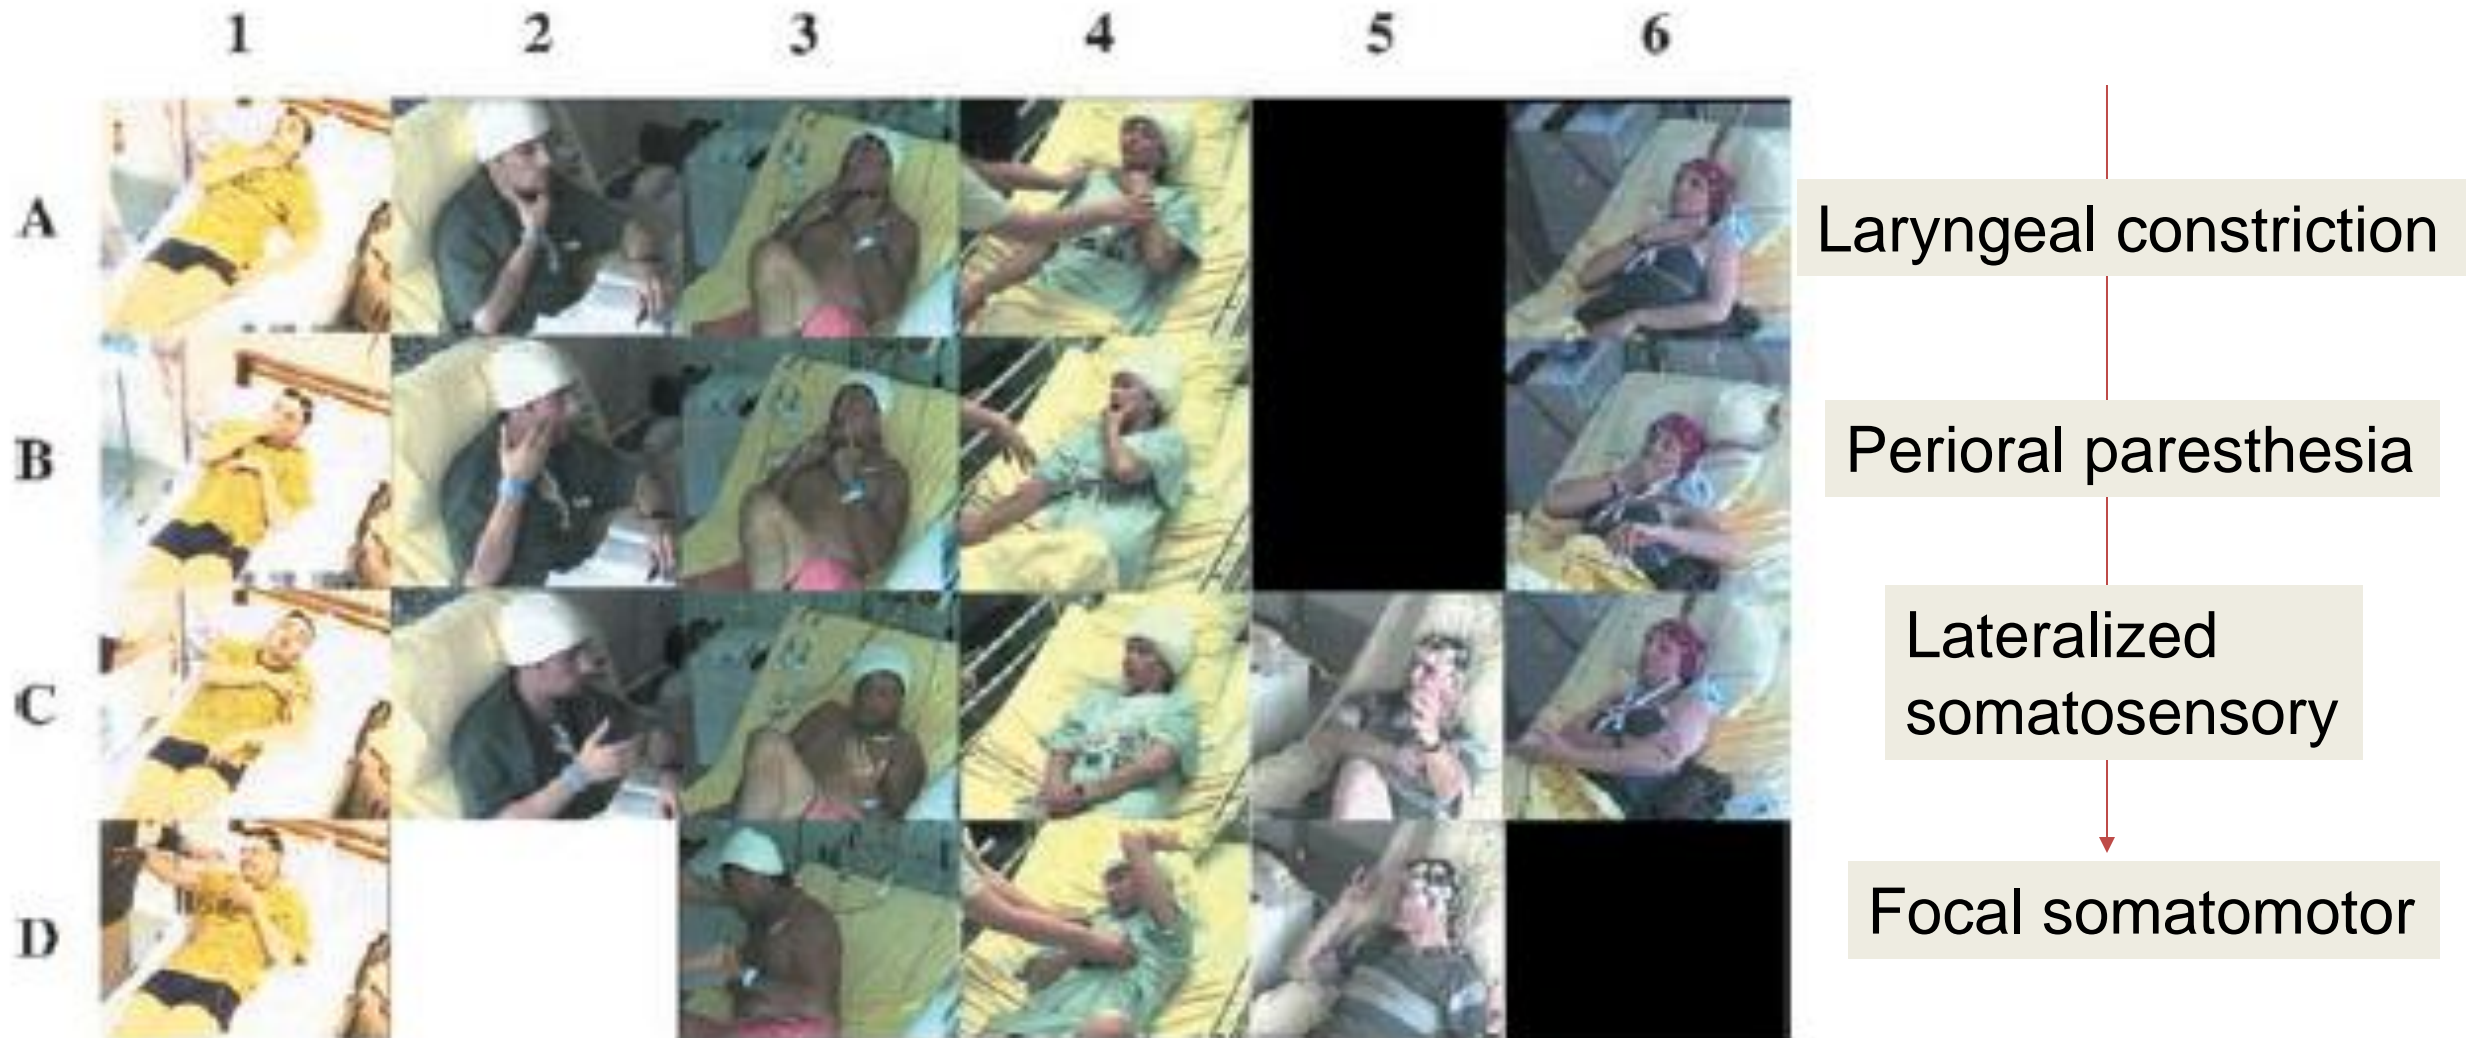 1 2 3 4 5 6
A
Laryngeal constriction
B
Perioral paresthesia
C
Lateralized
somatosensory
D
Focal somatomotor